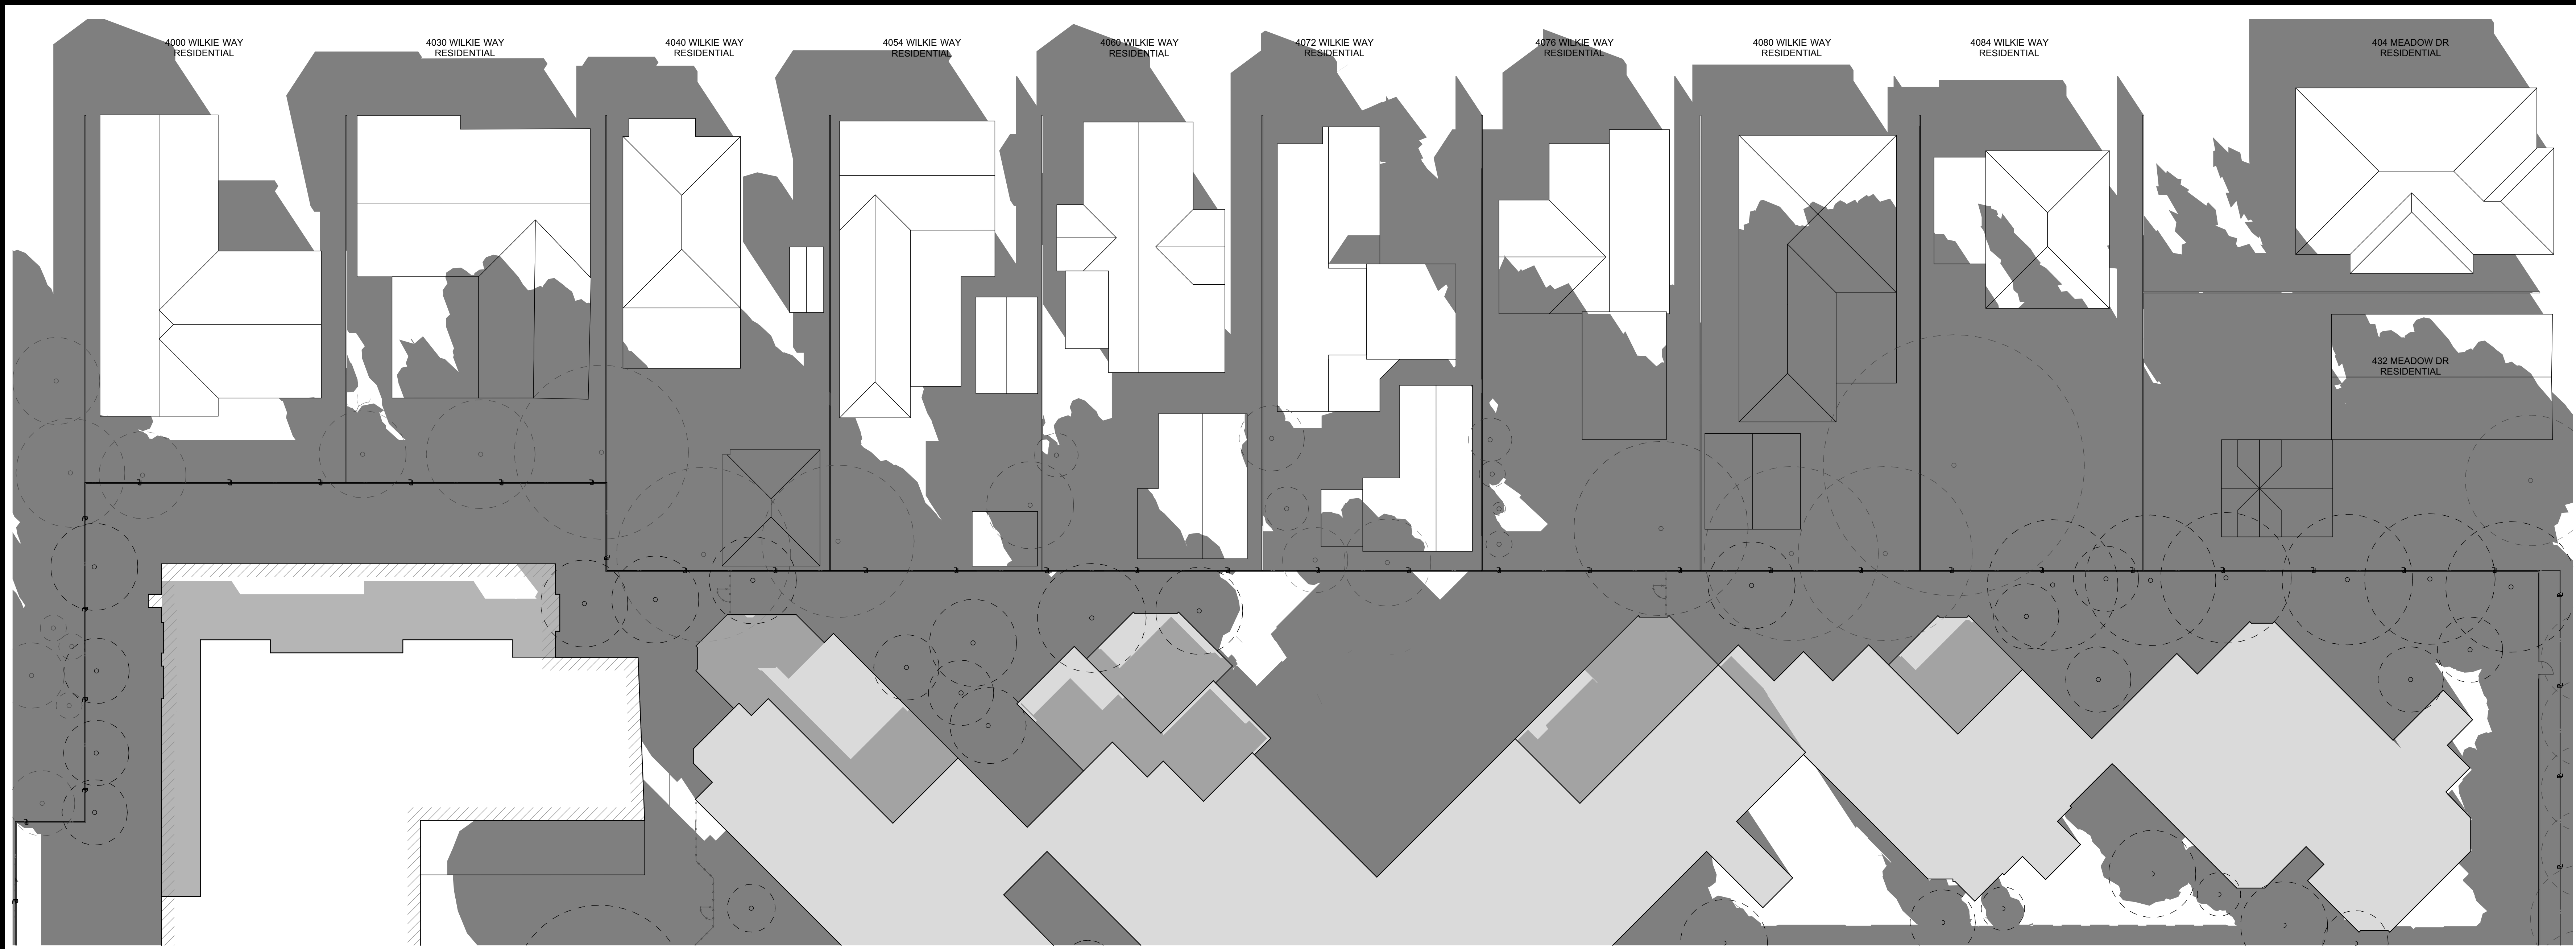 4000 WILKIE WAY
RESIDENTIAL
4030 WILKIE WAY
RESIDENTIAL
4040 WILKIE WAY
RESIDENTIAL
4054 WILKIE WAY
RESIDENTIAL
4060 WILKIE WAY
RESIDENTIAL
4072 WILKIE WAY
RESIDENTIAL
4076 WILKIE WAY
RESIDENTIAL
4080 WILKIE WAY
RESIDENTIAL
4084 WILKIE WAY
RESIDENTIAL
404 MEADOW DR
RESIDENTIAL
432 MEADOW DR
RESIDENTIAL